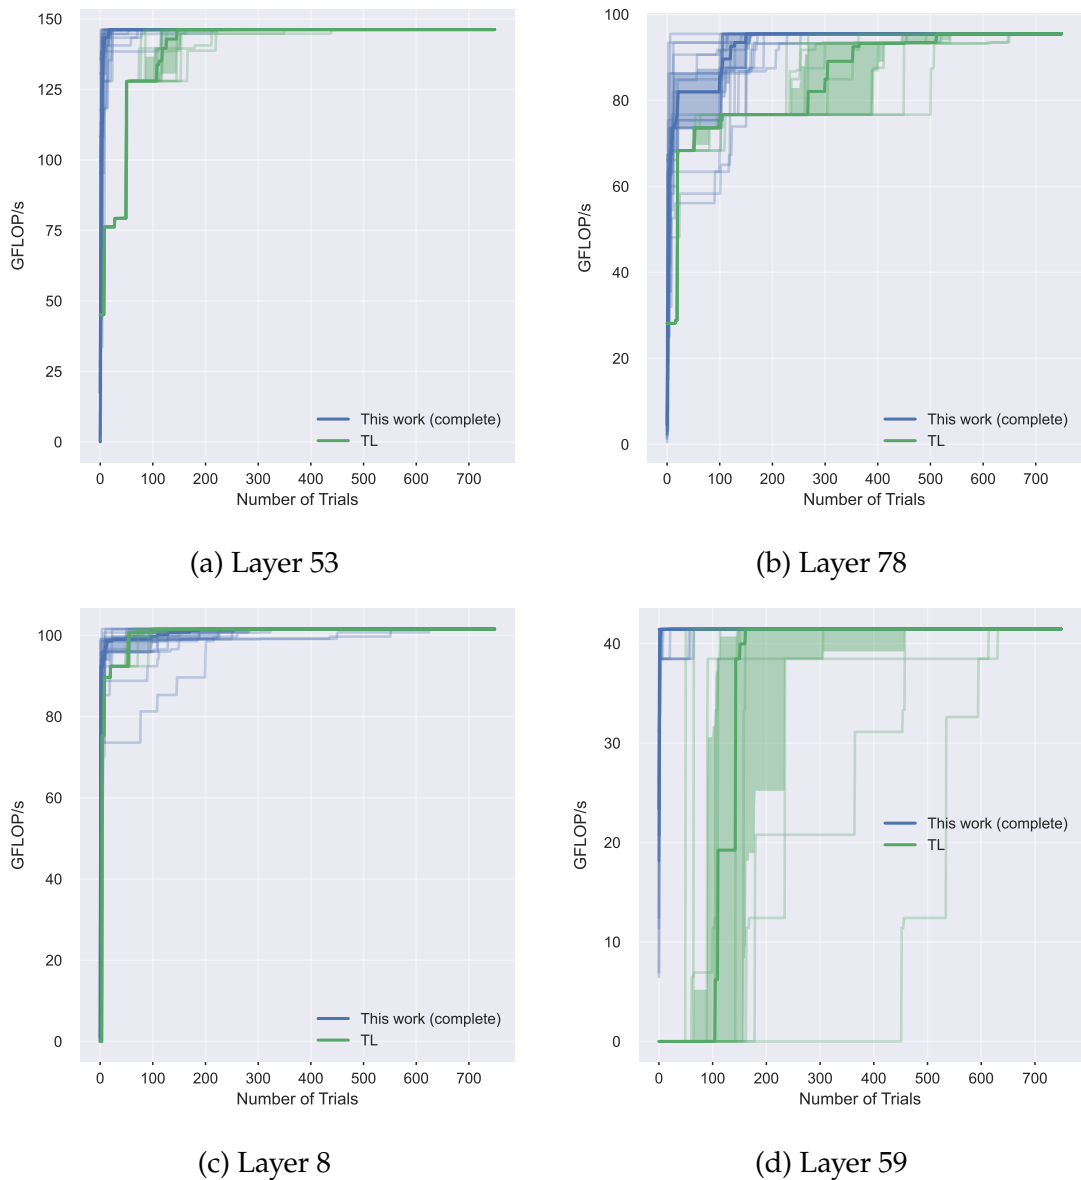 150
125
100
75
50
25
0
GFLOP/s
This work (complete)
TL
0 100 200 300 400 500 600 700
Number of Trials
(a) Layer 53
100
80
60
40
20
0
GFLOP/s
This work (complete)
TL
0 100 200 300 400 500 600 700
Number of Trials
(b) Layer 78
100
80
60
40
20
0
GFLOP/s
This work (complete)
TL
0 100 200 300 400 500 600 700
Number of Trials
(c) Layer 8
40
30
20
10
0
GFLOP/s
This work (complete)
TL
0 100 200 300 400 500 600 700
Number of Trials
(d) Layer 59